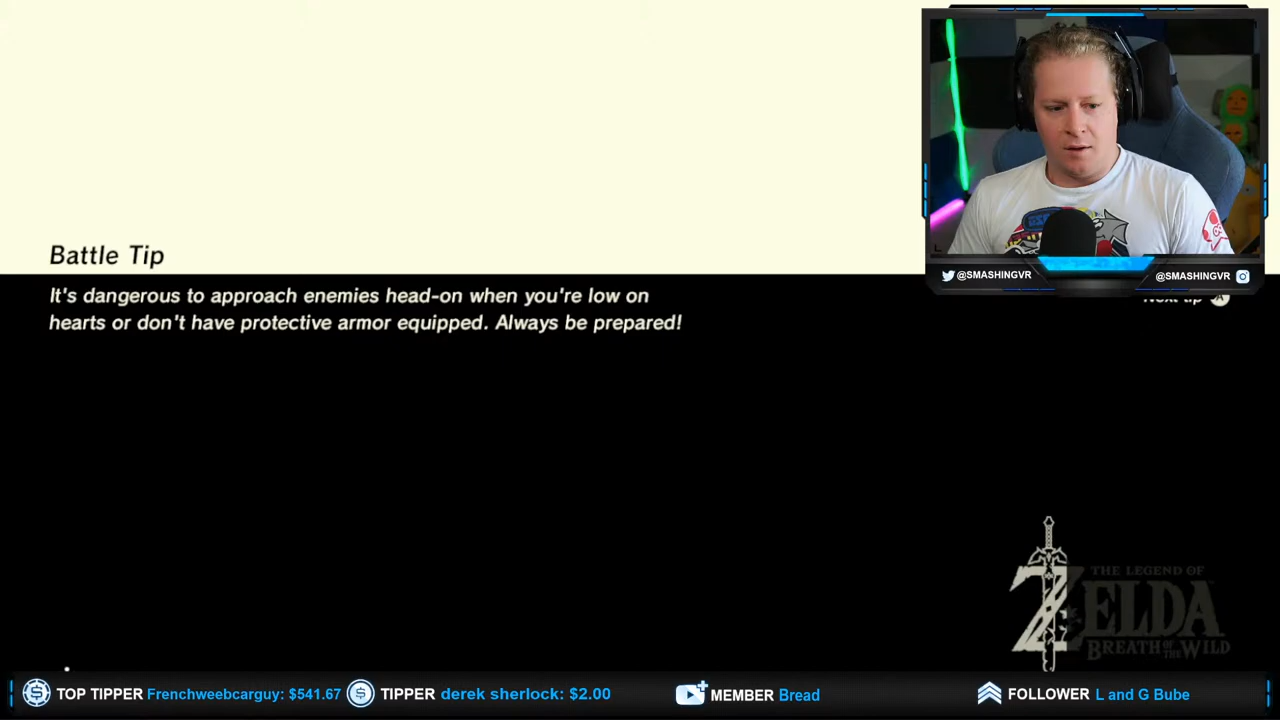 Battle Tip
It's dangerous to approach enemies head-on when you're low on
hearts or don't have protective armor equipped. Always be prepared!
@SMASHINGVR
@SMASHINGVR
Next tip
THE LEGEND OF
ZELDA
BREATH OF THE WILD
TOP TIPPER Frenchweebcarguy: $541.67
TIPPER derek sherlock: $2.00
MEMBER Bread
FOLLOWER L and G Bube